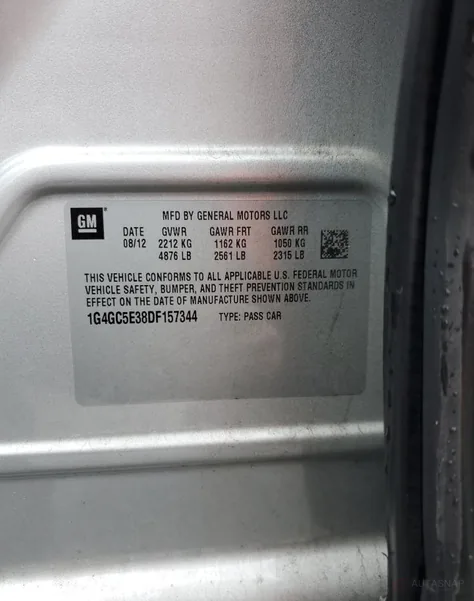 GM
MFD BY GENERAL MOTORS LLC
DATE GVWR GAWR FRT GAWR RR
08/12 2212 KG 1162 KG 1050 KG
4876 LB 2561 LB 2315 LB
THIS VEHICLE CONFORMS TO ALL APPLICABLE U.S. FEDERAL MOTOR
VEHICLE SAFETY, BUMPER, AND THEFT PREVENTION STANDARDS IN
EFFECT ON THE DATE OF MANUFACTURE SHOWN ABOVE.
1G4GC5E38DF157344 TYPE: PASS CAR
AUTASNAP